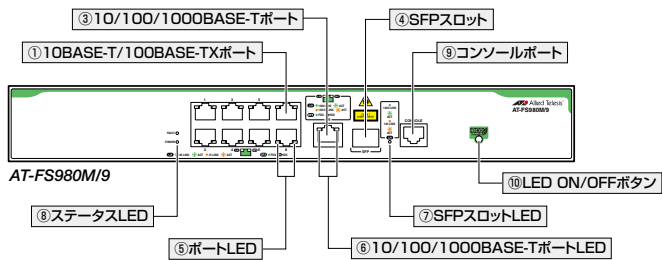 ③10/100/1000BASE-Tポート
④SFPスロット
①10BASE-T/100BASE-TXポート
⑨コンソールポート
Allied Telesis
AT-FS980M/9
CONSOLE
SFP
AT-FS980M/9
⑩LED ON/OFFボタン
⑧ステータスLED
⑦SFPスロットLED
⑤ポートLED
⑥10/100/1000BASE-TポートLED